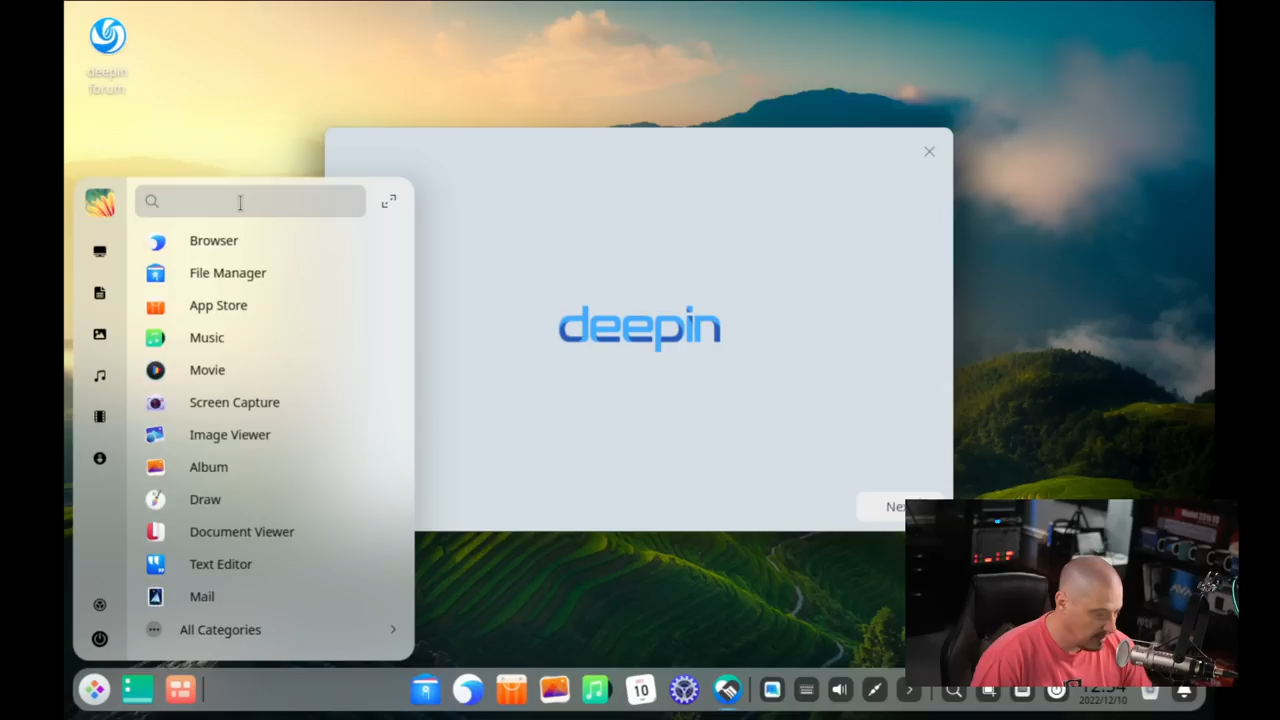 deepin
forum
Browser
File Manager
App Store
Music
Movie
Screen Capture
Image Viewer
Album
Draw
Document Viewer
Text Editor
Mail
All Categories
deepin
10
2022/12/10